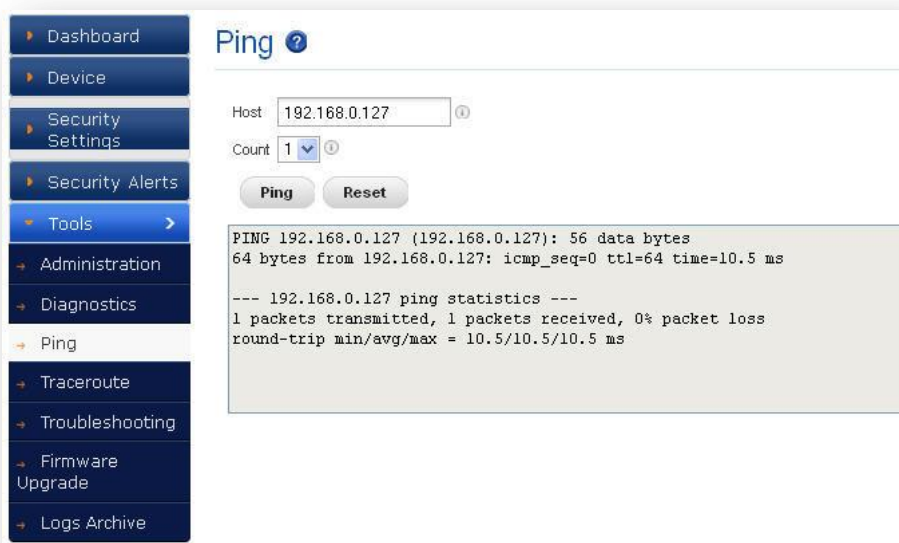 Dashboard
Device
Security
Settings
Security Alerts
Tools
Administration
Diagnostics
Ping
Traceroute
Troubleshooting
Firmware
Upgrade
Logs Archive
Ping
Host 192.168.0.127
Count 1
Ping Reset
PING 192.168.0.127 (192.168.0.127): 56 data bytes
64 bytes from 192.168.0.127: icmp_seq=0 ttl=64 time=10.5 ms
--- 192.168.0.127 ping statistics ---
1 packets transmitted, 1 packets received, 0% packet loss
round-trip min/avg/max = 10.5/10.5/10.5 ms